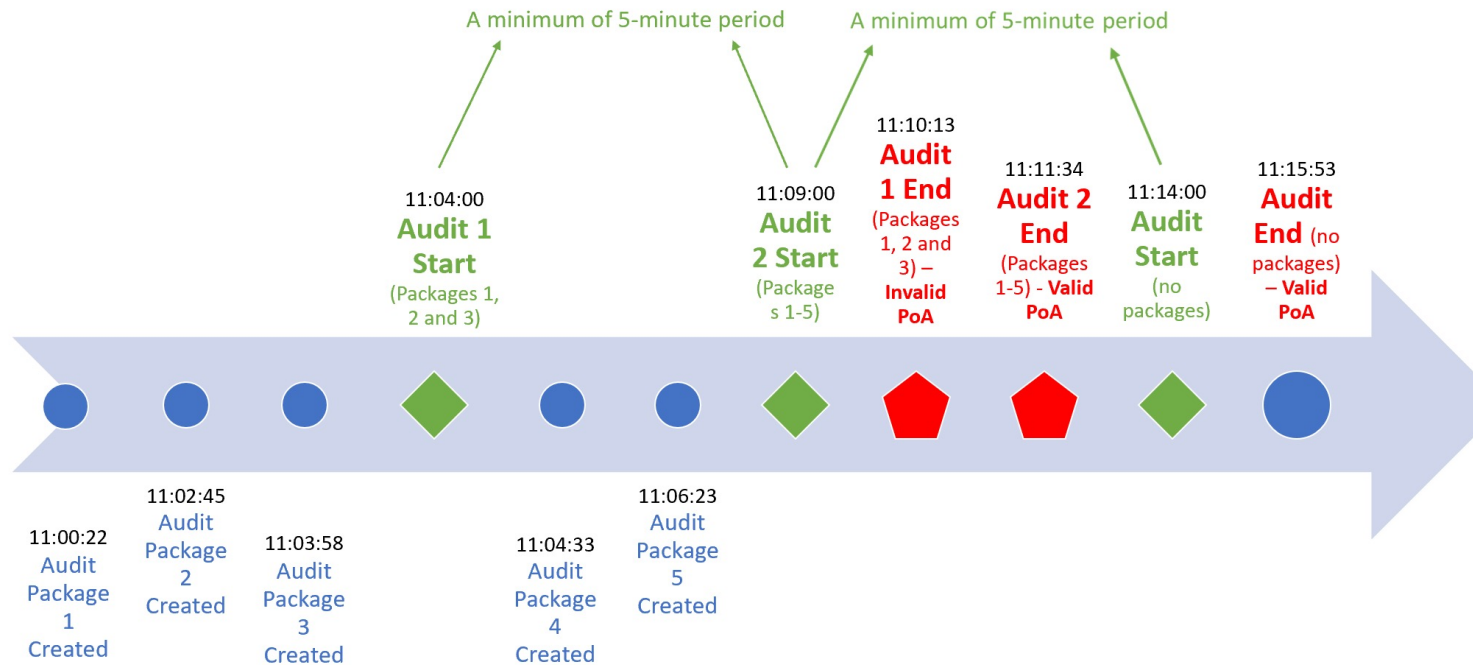 A minimum of 5-minute period
A minimum of 5-minute period
11:04:00
Audit 1
Start
(Packages 1,
2 and 3)
11:09:00
Audit
2 Start
(Package
s 1-5)
11:10:13
Audit
1 End
(Packages
1, 2 and
3) –
Invalid
PoA
11:11:34
Audit 2
End
(Packages
1-5) - Valid
PoA
11:14:00
Audit
Start
(no
packages)
11:15:53
Audit
End (no
packages)
– Valid
PoA
11:00:22
Audit
Package
1
Created
11:02:45
Audit
Package
2
Created
11:03:58
Audit
Package
3
Created
11:04:33
Audit
Package
4
Created
11:06:23
Audit
Package
5
Created